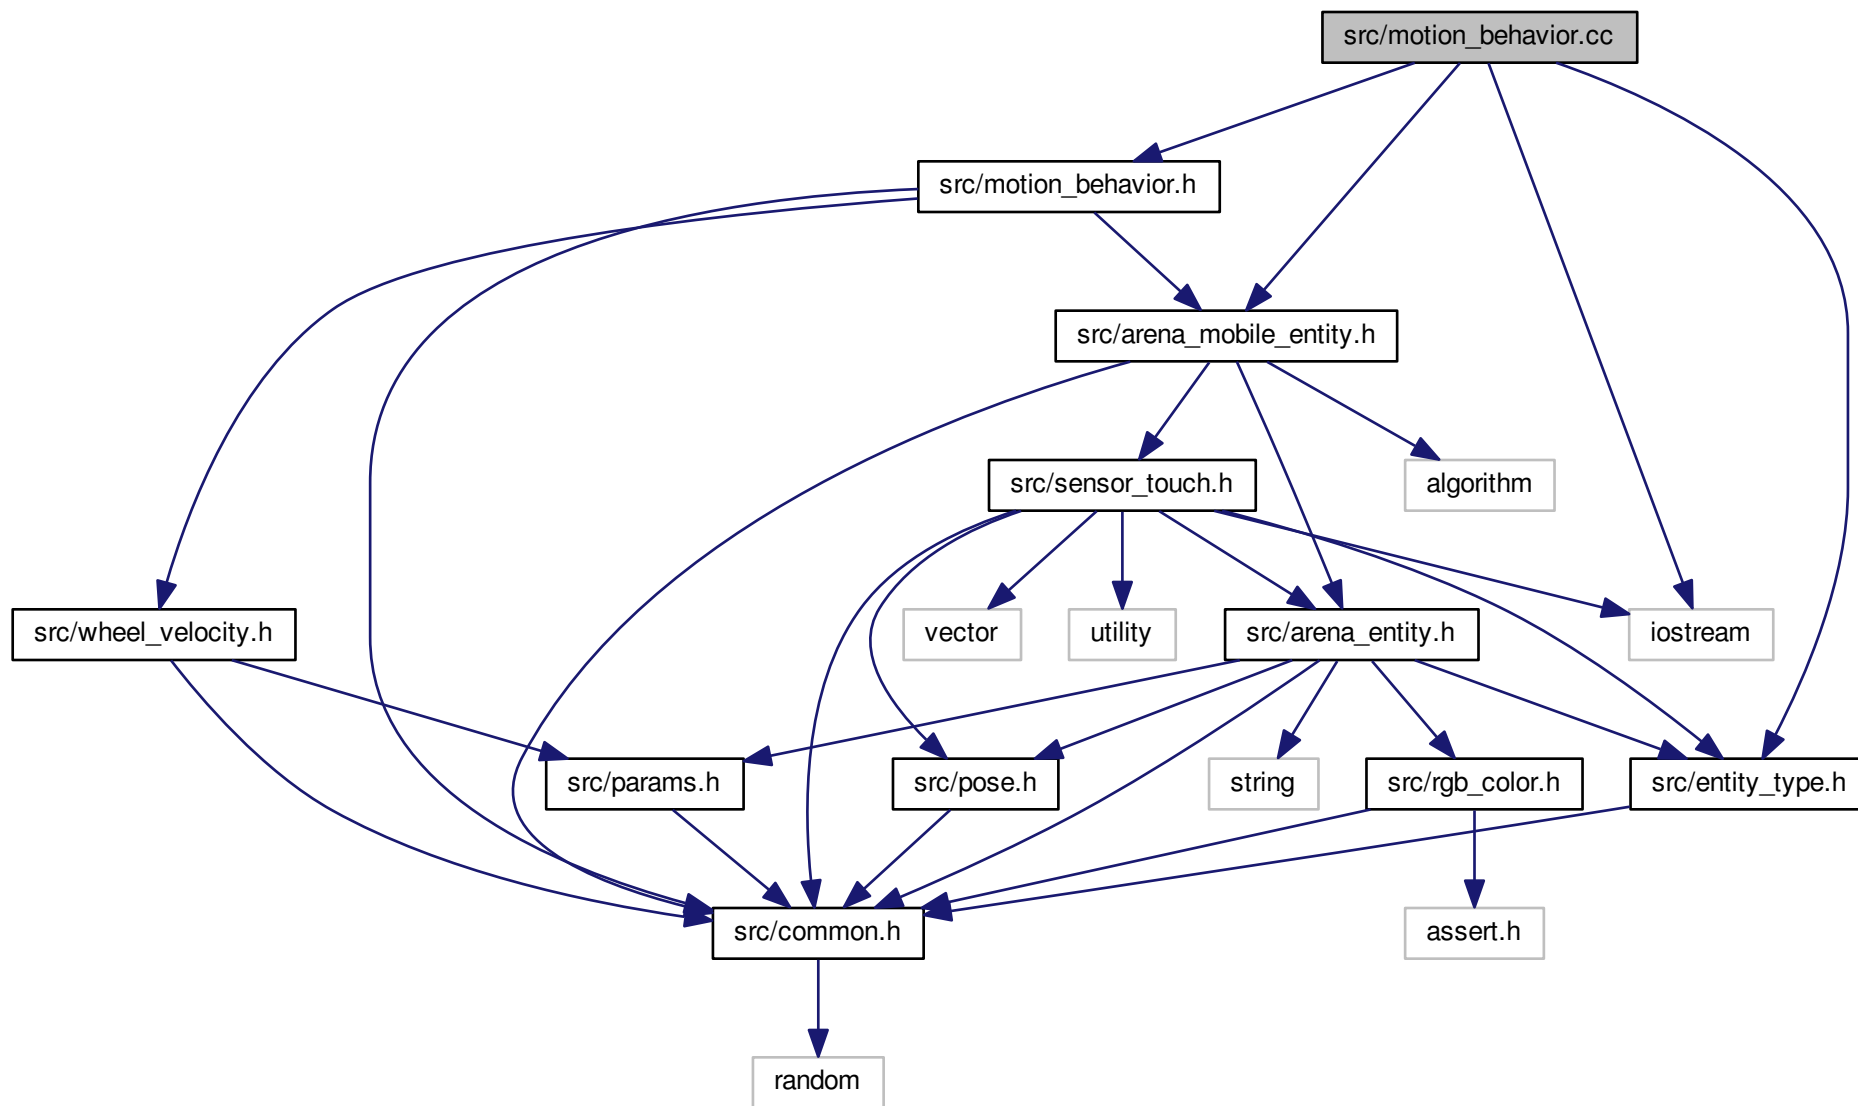 src/motion_behavior.cc
src/motion_behavior.h
src/arena_mobile_entity.h
src/sensor_touch.h
algorithm
src/wheel_velocity.h
vector
utility
src/arena_entity.h
iostream
src/params.h
src/pose.h
string
src/rgb_color.h
src/entity_type.h
src/common.h
assert.h
random